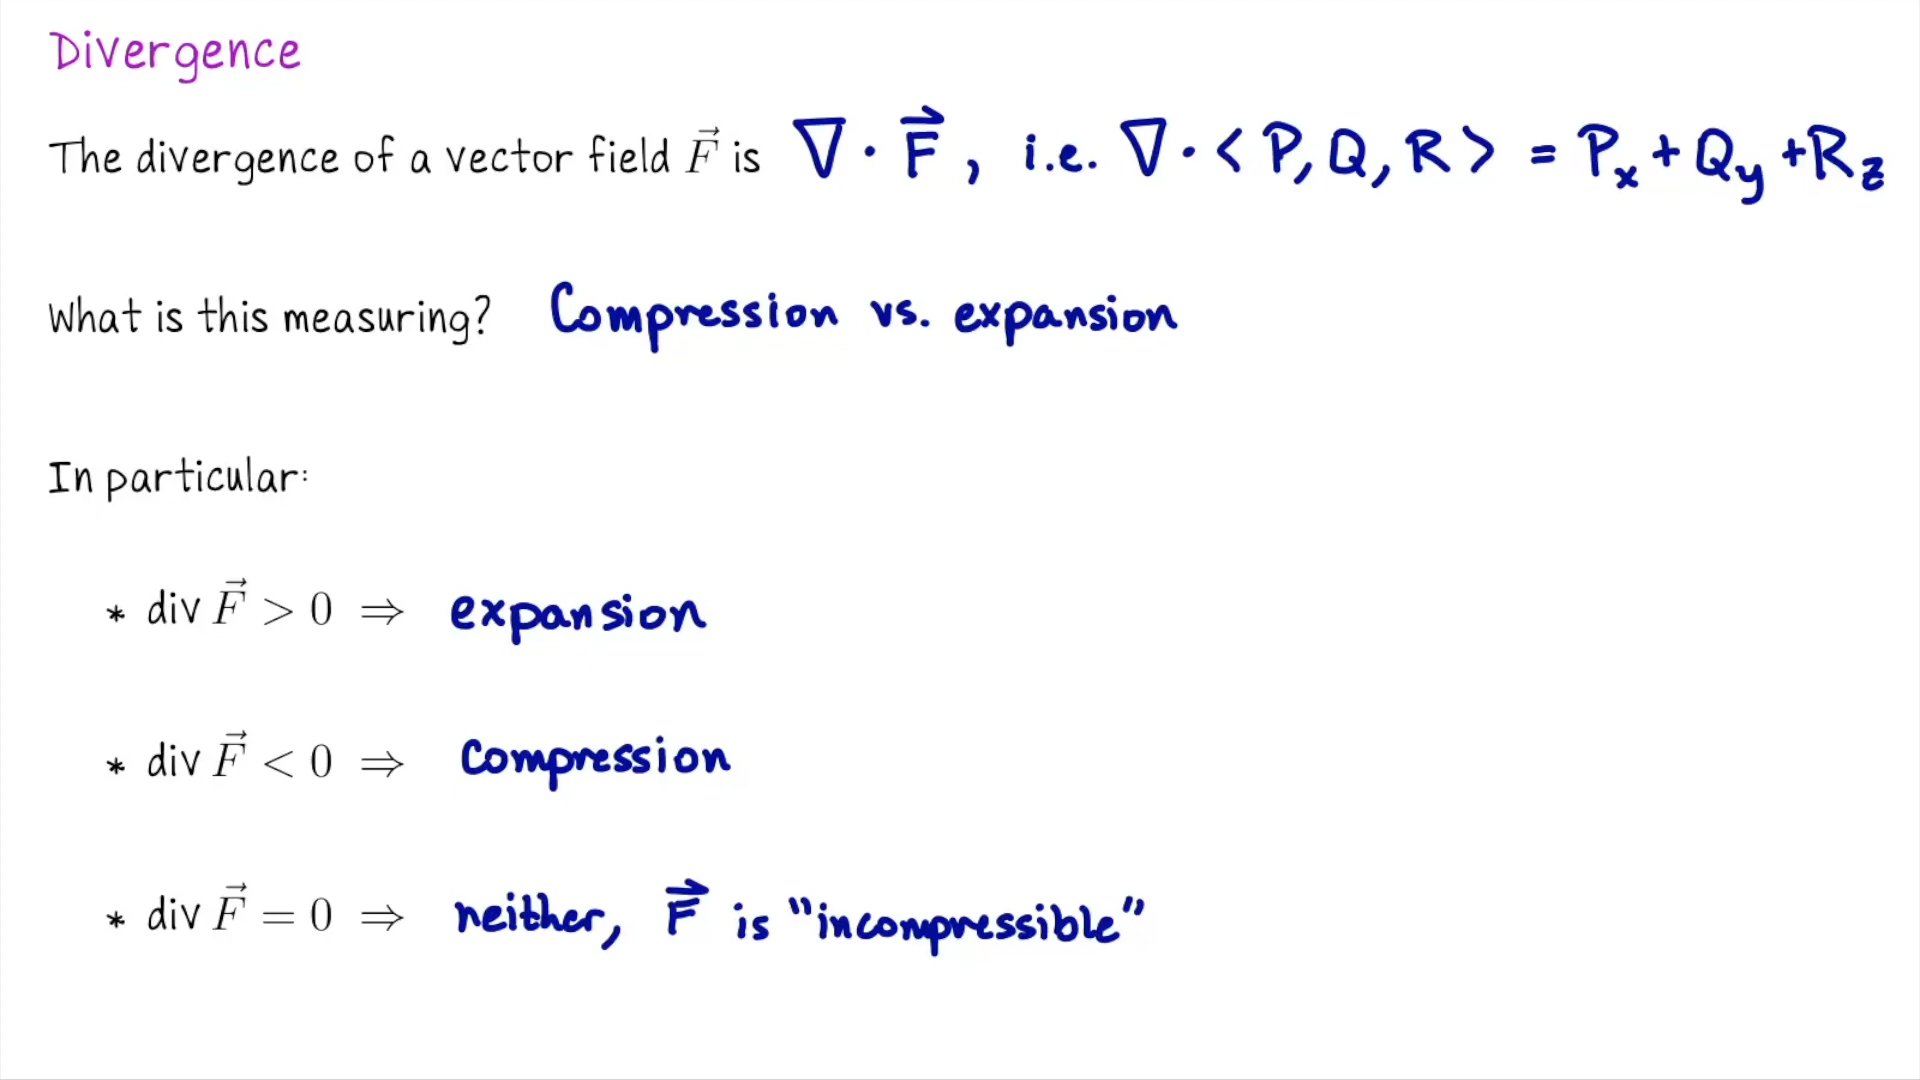 Divergence
The divergence of a vector field F⃗ is ∇ · F⃗, i.e. ∇ · < P, Q, R > = Pₓ + Q_y + R_z
What is this measuring? Compression vs. expansion
In particular:
* div F⃗ > 0 ⇒ expansion
* div F⃗ < 0 ⇒ compression
* div F⃗ = 0 ⇒ neither, F⃗ is "incompressible"